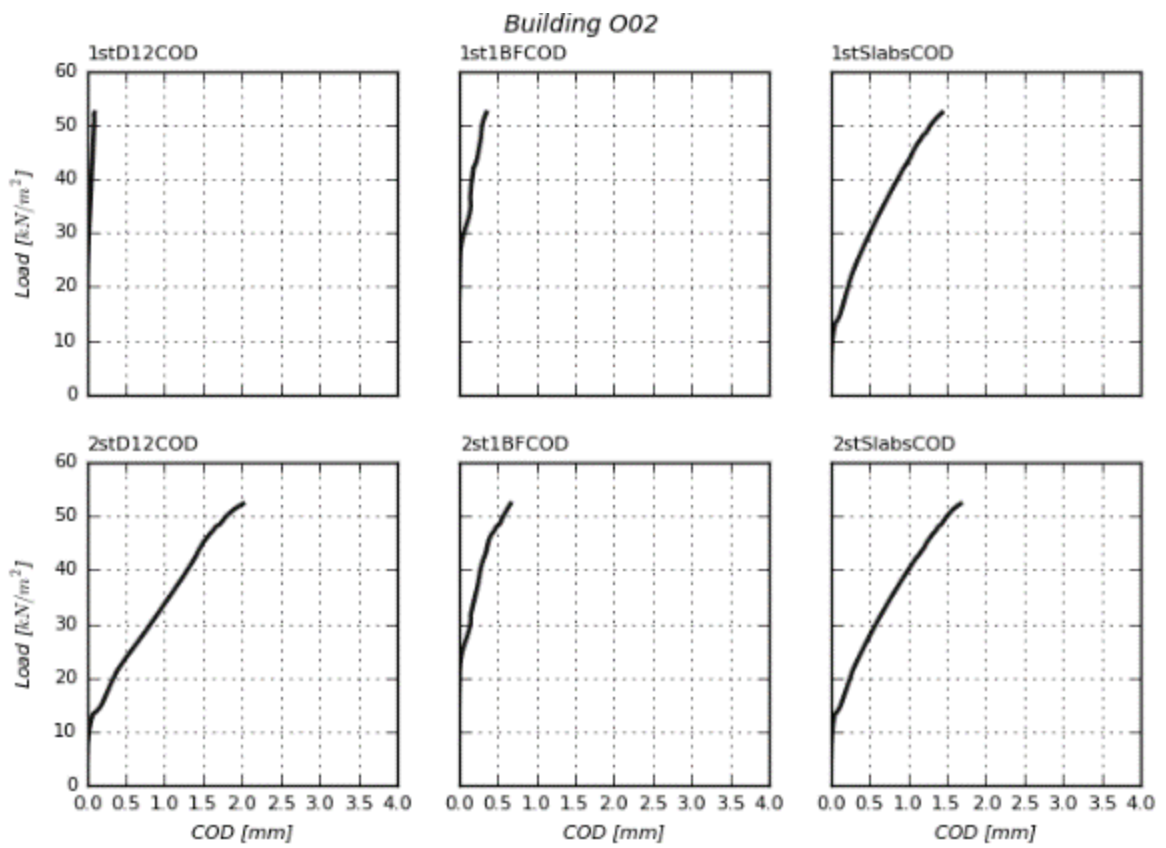 Building O02
1stD12COD
1st1BFCOD
1stSlabsCOD
60
50
40
30
20
10
0
Load [kN/m²]
2stD12COD
2st1BFCOD
2stSlabsCOD
60
50
40
30
20
10
0
Load [kN/m²]
0.0 0.5 1.0 1.5 2.0 2.5 3.0 3.5 4.0
0.0 0.5 1.0 1.5 2.0 2.5 3.0 3.5 4.0
0.0 0.5 1.0 1.5 2.0 2.5 3.0 3.5 4.0
COD [mm]
COD [mm]
COD [mm]